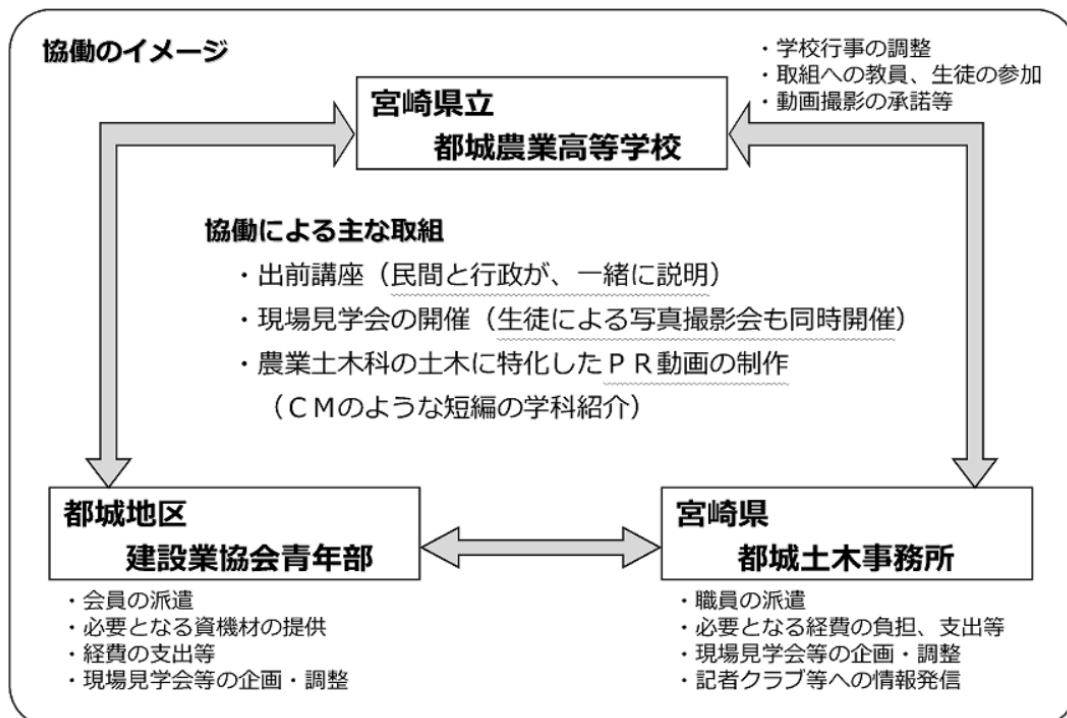 協働のイメージ
・学校行事の調整
・取組への教員、生徒の参加
・動画撮影の承諾等
宮崎県立
都城農業高等学校
協働による主な取組
・出前講座（民間と行政が、一緒に説明）
・現場見学会の開催（生徒による写真撮影会も同時開催）
・農業土木科の土木に特化したＰＲ動画の制作
（ＣＭのような短編の学科紹介）
都城地区
建設業協会青年部
・会員の派遣
・必要となる資機材の提供
・経費の支出等
・現場見学会等の企画・調整
宮崎県
都城土木事務所
・職員の派遣
・必要となる経費の負担、支出等
・現場見学会等の企画・調整
・記者クラブ等への情報発信